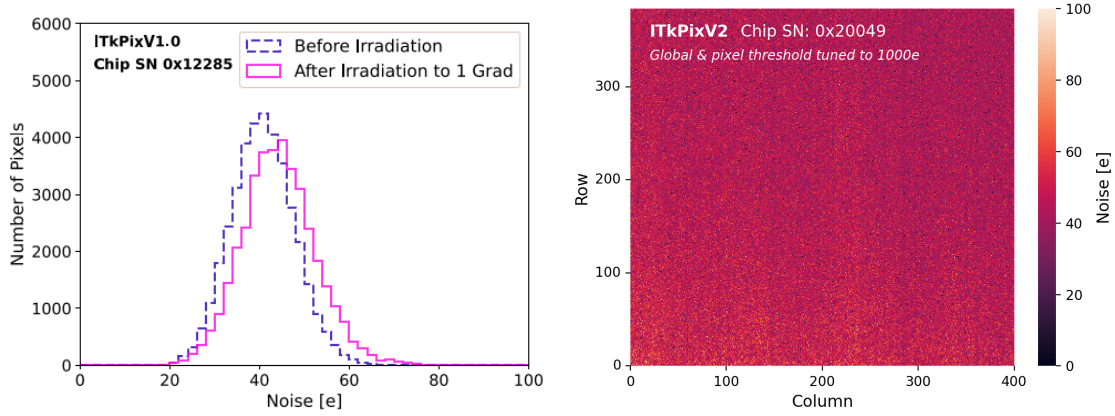 ITkPixV1.0
Chip SN 0x12285
Before Irradiation
After Irradiation to 1 Grad
6000
5000
4000
3000
2000
1000
0
Number of Pixels
0 20 40 60 80 100
Noise [e]
ITkPixV2 Chip SN: 0x20049
Global & pixel threshold tuned to 1000e
300
200
100
0
Row
0 100 200 300 400
Column
100
80
60
40
20
0
Noise [e]